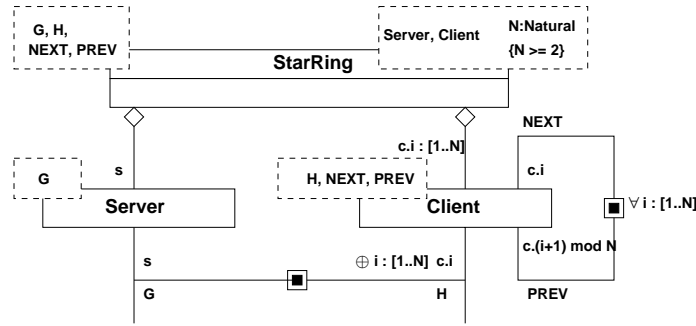 G, H,
NEXT, PREV
Server, Client
N:Natural
{N >= 2}
StarRing
NEXT
c.i : [1..N]
s
c.i
G
H, NEXT, PREV
Server
Client
∀ i : [1..N]
c.(i+1) mod N
s
⊕ i : [1..N] c.i
G
H
PREV